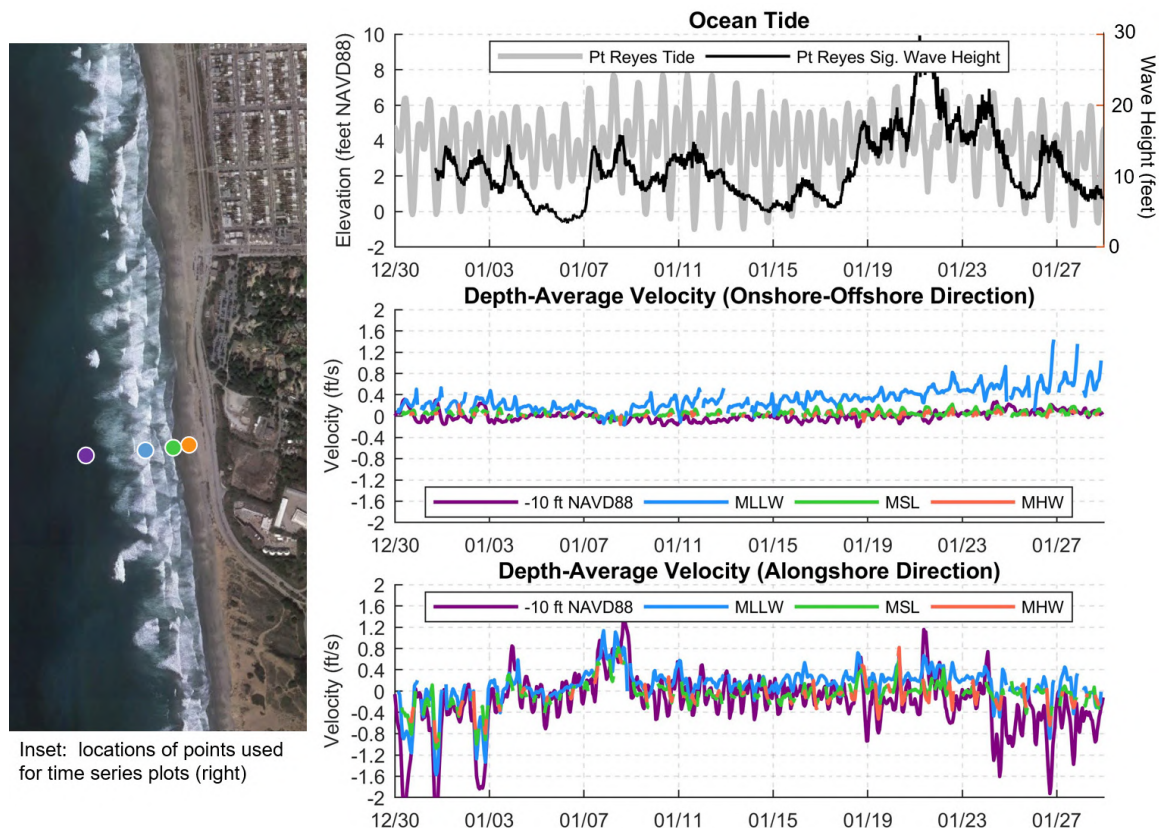 Ocean Tide
Pt Reyes Tide
Pt Reyes Sig. Wave Height
Elevation (feet NAVD88)
10
8
6
4
2
0
-2
30
20
10
0
Wave Height (feet)
12/30 01/03 01/07 01/11 01/15 01/19 01/23 01/27
Depth-Average Velocity (Onshore-Offshore Direction)
Velocity (ft/s)
2
1.6
1.2
0.8
0.4
0
-0.4
-0.8
-1.2
-1.6
-2
-10 ft NAVD88 MLLW MSL MHW
12/30 01/03 01/07 01/11 01/15 01/19 01/23 01/27
Depth-Average Velocity (Alongshore Direction)
Velocity (ft/s)
2
1.6
1.2
0.8
0.4
0
-0.4
-0.8
-1.2
-1.6
-2
-10 ft NAVD88 MLLW MSL MHW
12/30 01/03 01/07 01/11 01/15 01/19 01/23 01/27
Inset: locations of points used
for time series plots (right)